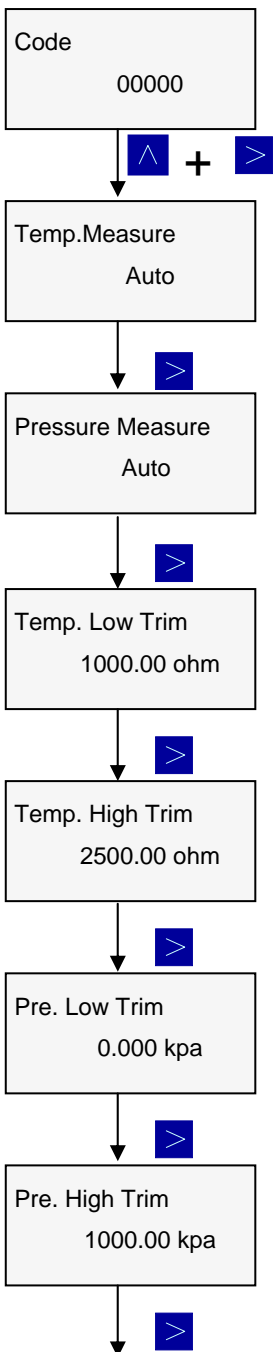 Code
00000
^ + >
Temp.Measure
Auto
>
Pressure Measure
Auto
>
Temp. Low Trim
1000.00 ohm
>
Temp. High Trim
2500.00 ohm
>
Pre. Low Trim
0.000 kpa
>
Pre. High Trim
1000.00 kpa
>